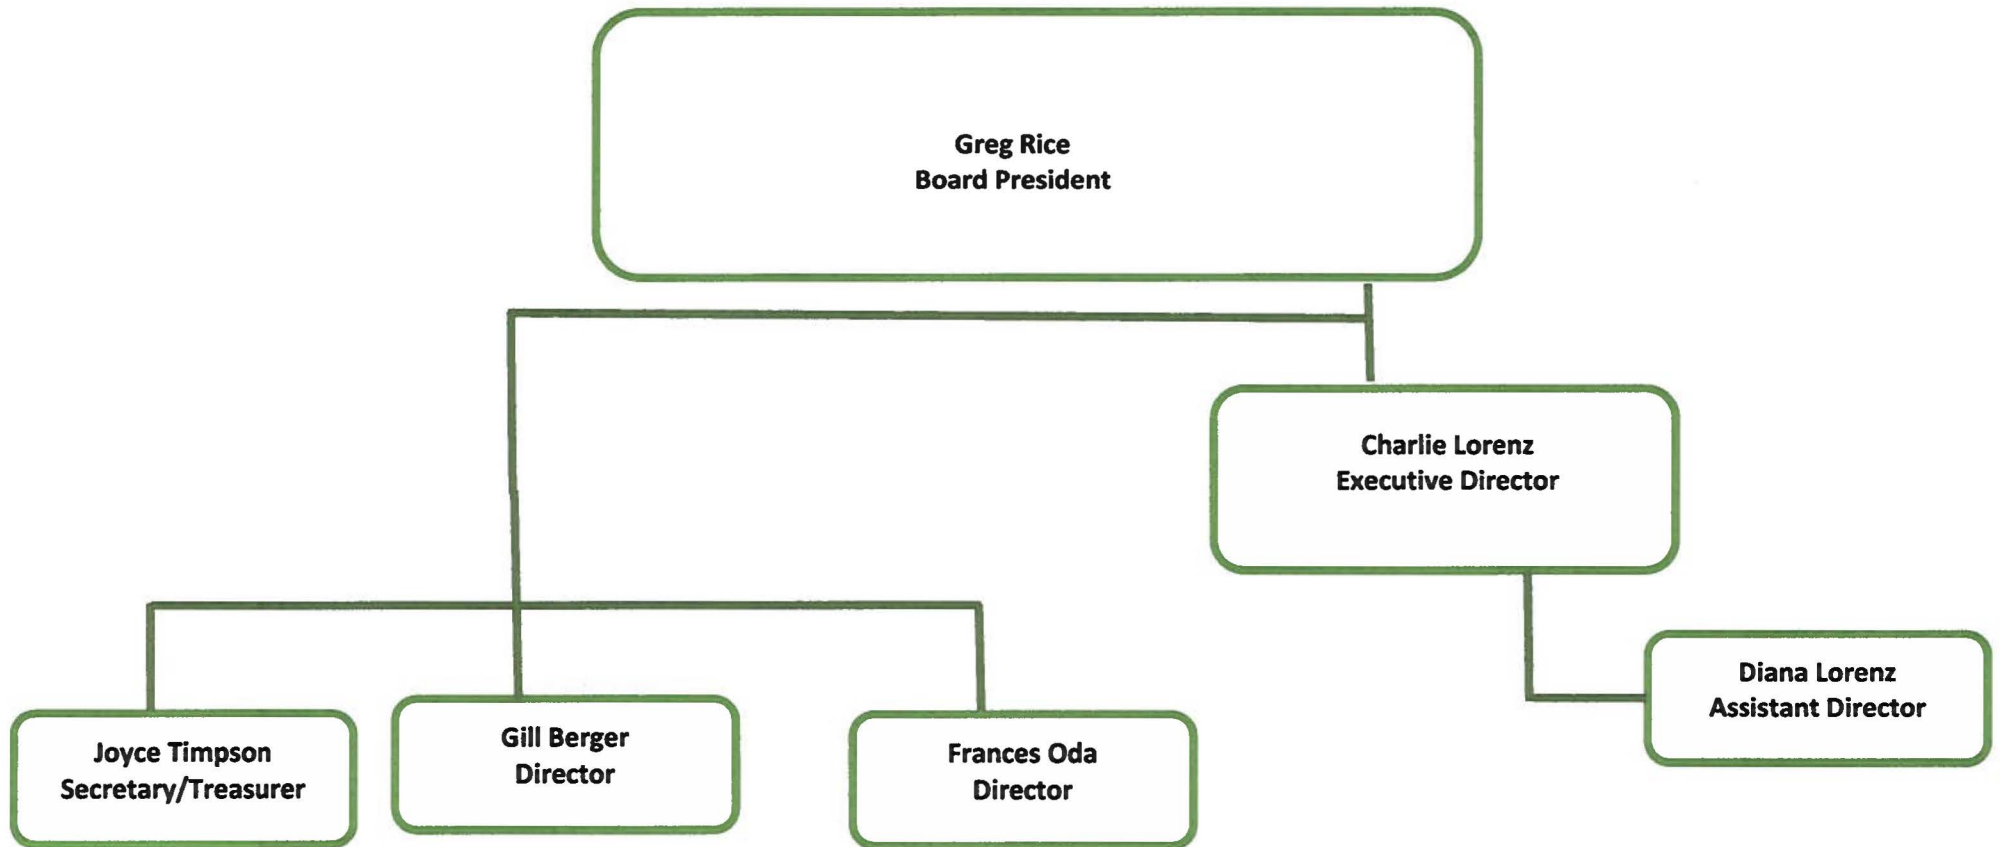 Greg Rice
Board President
Charlie Lorenz
Executive Director
Diana Lorenz
Assistant Director
Joyce Timpson
Secretary/Treasurer
Gill Berger
Director
Frances Oda
Director